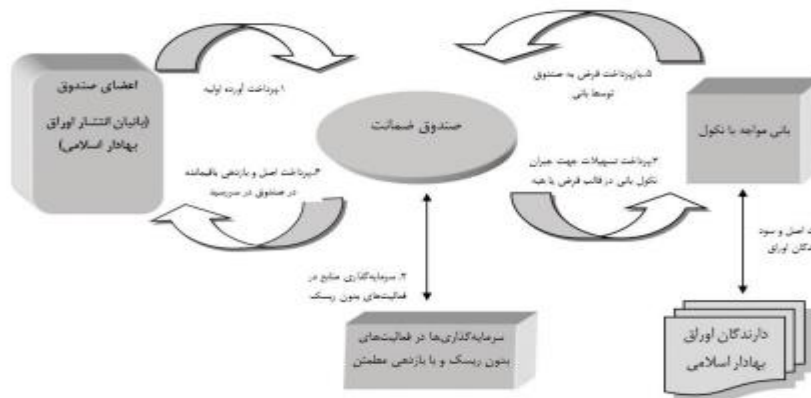 اعضای صندوق
(بانیان انتشار اوراق
بهادار اسلامی)
۱.پرداخت آورده اولیه
صندوق ضمانت
۵.بازپرداخت قرض به صندوق
توسط بانی
بانی مواجه با نکول
پرداخت اصل و بازدهی باقیمانده
در صندوق در سررسید
۳.پرداخت تسهیلات جهت جبران
نکول بانی در قالب قرض یا هبه
۲. سرمایه‌گذاری منابع در
فعالیت‌های بدون ریسک
اصل و سود
اوراق
سرمایه‌گذاری‌ها در فعالیت‌های
بدون ریسک و با بازدهی مطمئن
دارندگان اوراق
بهادار اسلامی